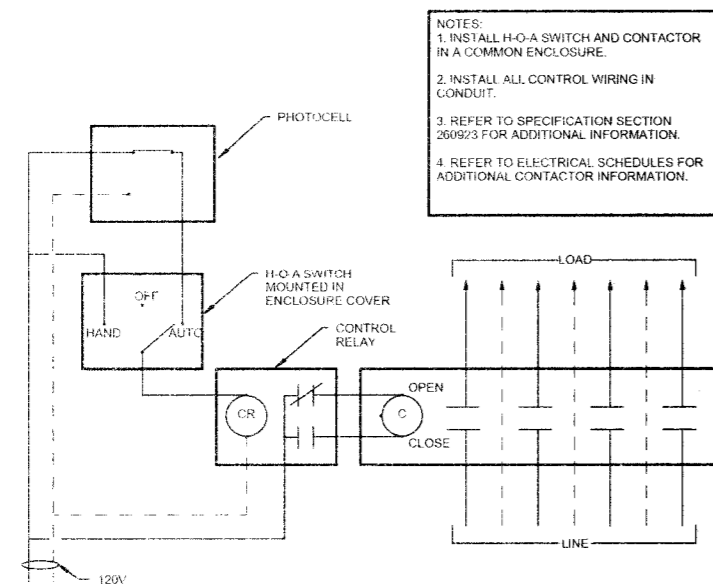 NOTES:
1. INSTALL H-O-A SWITCH AND CONTACTOR
IN A COMMON ENCLOSURE.
2. INSTALL ALL CONTROL WIRING IN
CONDUIT.
3. REFER TO SPECIFICATION SECTION
260923 FOR ADDITIONAL INFORMATION.
4. REFER TO ELECTRICAL SCHEDULES FOR
ADDITIONAL CONTACTOR INFORMATION.
PHOTOCELL
H-O-A SWITCH
MOUNTED IN
ENCLOSURE COVER
OFF
HAND
AUTO
CONTROL
RELAY
LOAD
CR
C
OPEN
CLOSE
LINE
120V